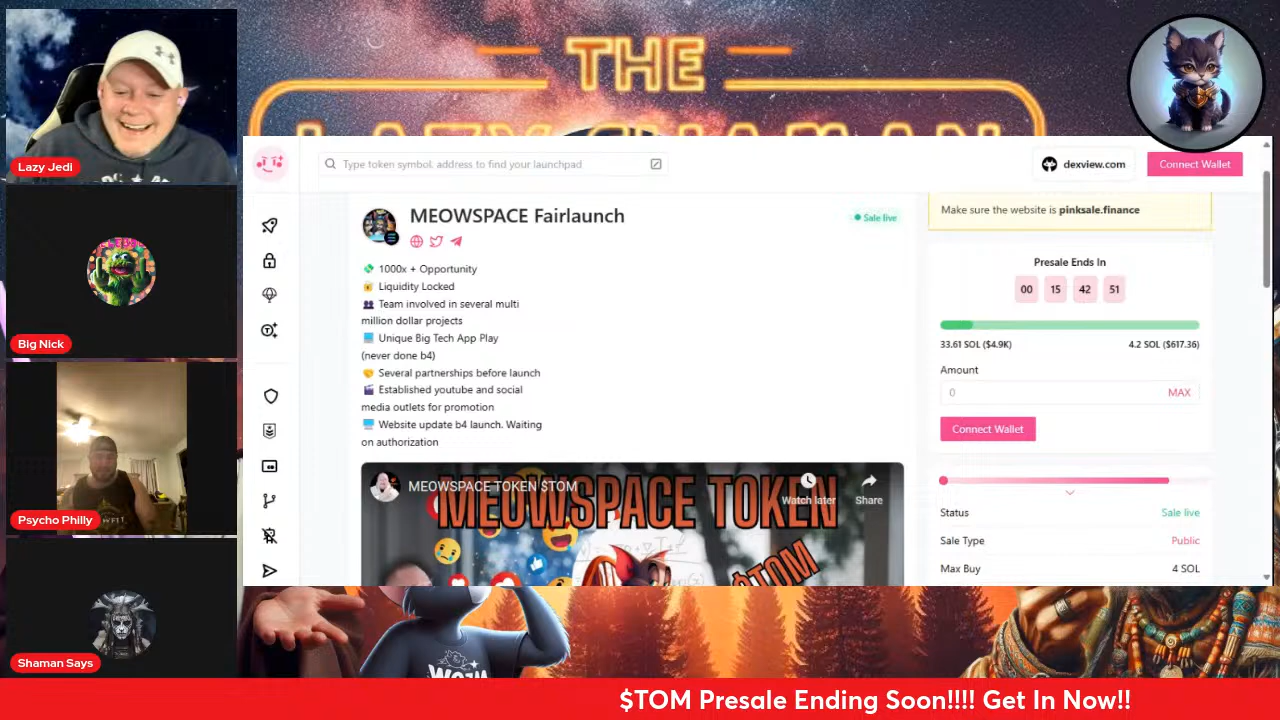 THE
LAZY SHAMAN
Lazy Jedi
Big Nick
Psycho Philly
Shaman Says
Type token symbol, address to find your launchpad
dexview.com
Connect Wallet
MEOWSPACE Fairlaunch
Sale live
💸 1000x + Opportunity
🔒 Liquidity Locked
👥 Team involved in several multi
million dollar projects
💻 Unique Big Tech App Play
(never done b4)
🤝 Several partnerships before launch
🎬 Established youtube and social
media outlets for promotion
💻 Website update b4 launch. Waiting
on authorization
MEOWSPACE TOKEN $TOM
Watch later
Share
MEOWSPACE TOKEN
$TOM
Make sure the website is pinksale.finance
Presale Ends In
00 15 42 51
33.61 SOL ($4.9K) 4.2 SOL ($617.36)
Amount
0 MAX
Connect Wallet
Status Sale live
Sale Type Public
Max Buy 4 SOL
$TOM Presale Ending Soon!!!! Get In Now!!